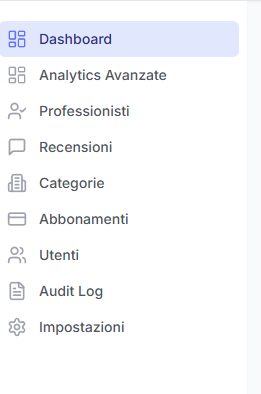 Dashboard
Analytics Avanzate
Professionisti
Recensioni
Categorie
Abbonamenti
Utenti
Audit Log
Impostazioni